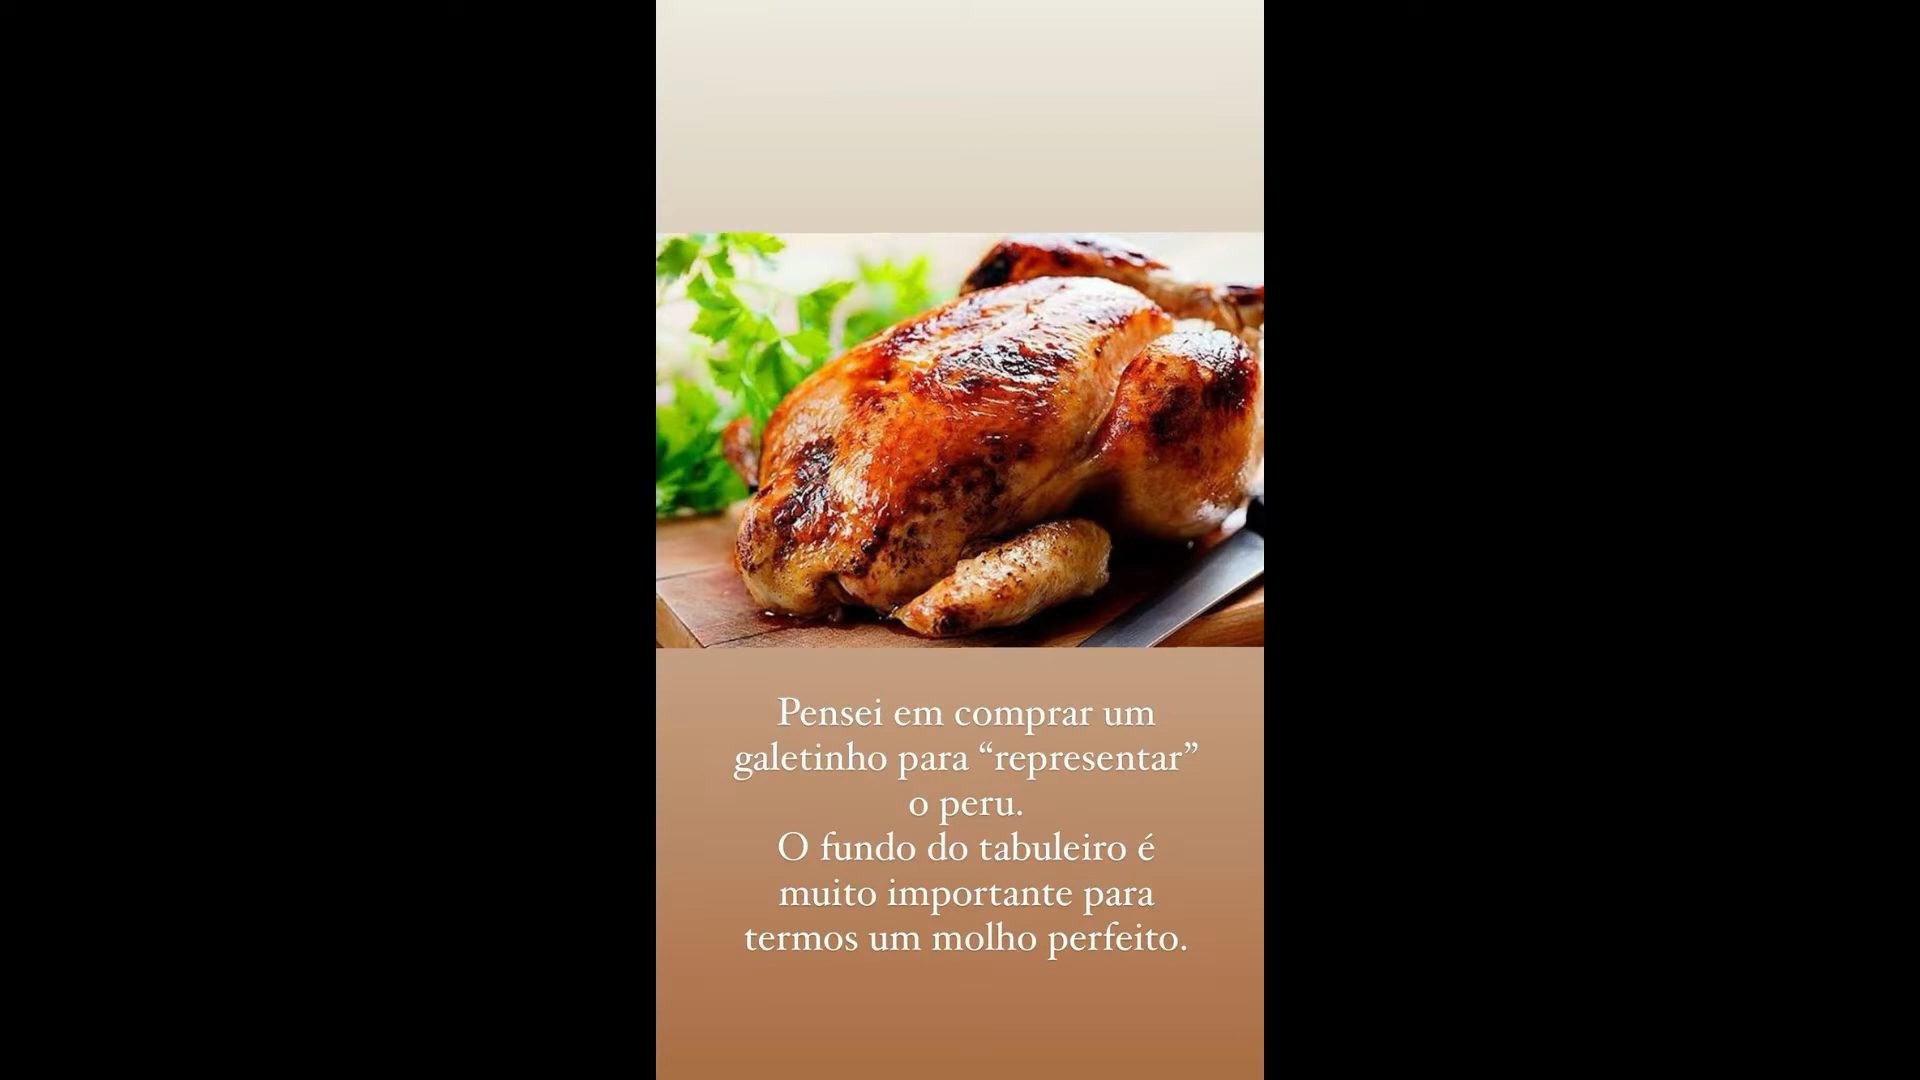 Pensei em comprar um
galetinho para “representar”
o peru.
O fundo do tabuleiro é
muito importante para
termos um molho perfeito.